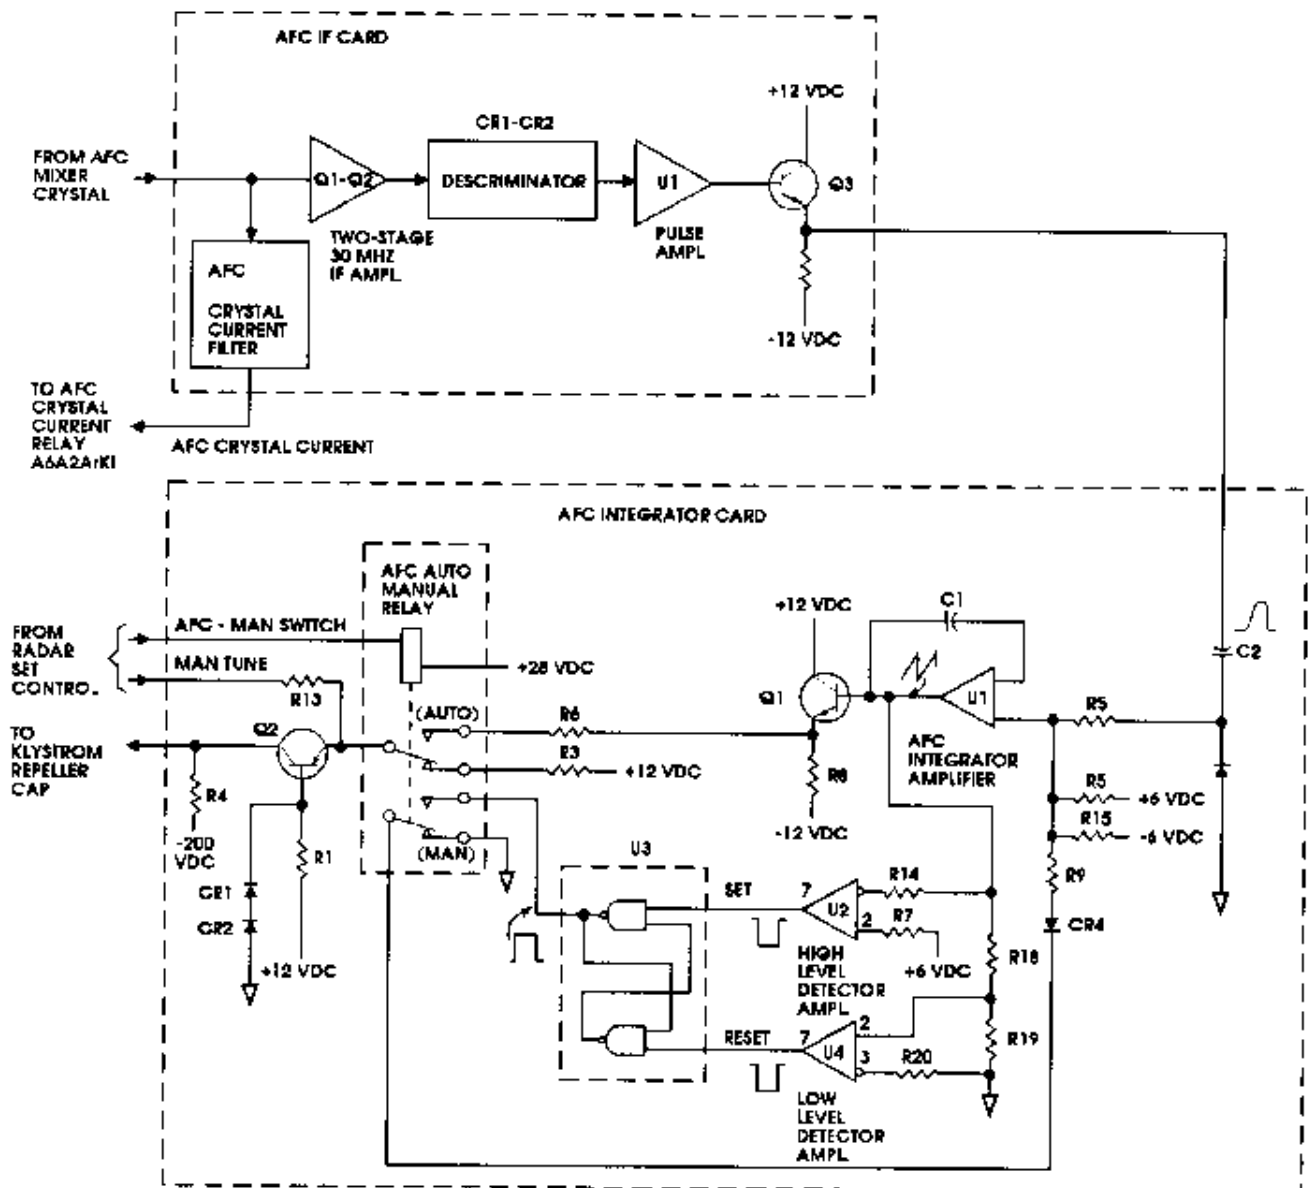 AFC IF CARD
+12 VDC
CR1-CR2
FROM AFC
MIXER
CRYSTAL
Q1-Q2
DESCRIMINATOR
U1
Q3
TWO-STAGE
30 MHZ
IF AMPL.
PULSE
AMPL
AFC
CRYSTAL
CURRENT
FILTER
-12 VDC
TO AFC
CRYSTAL
CURRENT
RELAY
A6A2ArKI
AFC CRYSTAL CURRENT
AFC INTEGRATOR CARD
AFC AUTO
MANUAL
RELAY
+12 VDC
C1
C2
FROM
RADAR
SET
CONTROL
AFC - MAN SWITCH
MAN TUNE
R13
+28 VDC
Q1
U1
R5
(AUTO)
R6
TO
KLYSTROM
REPELLER
CAP
Q2
R3
+12 VDC
R8
AFC
INTEGRATOR
AMPLIFIER
R4
R5
+6 VDC
-200
VDC
R1
(MAN)
-12 VDC
R15
-6 VDC
U3
R9
CR1
CR2
SET
7
U2
R14
2
R7
CR4
+12 VDC
HIGH
LEVEL
DETECTOR
AMPL
+6 VDC
R18
RESET
7
U4
2
3
R20
R19
LOW
LEVEL
DETECTOR
AMPL